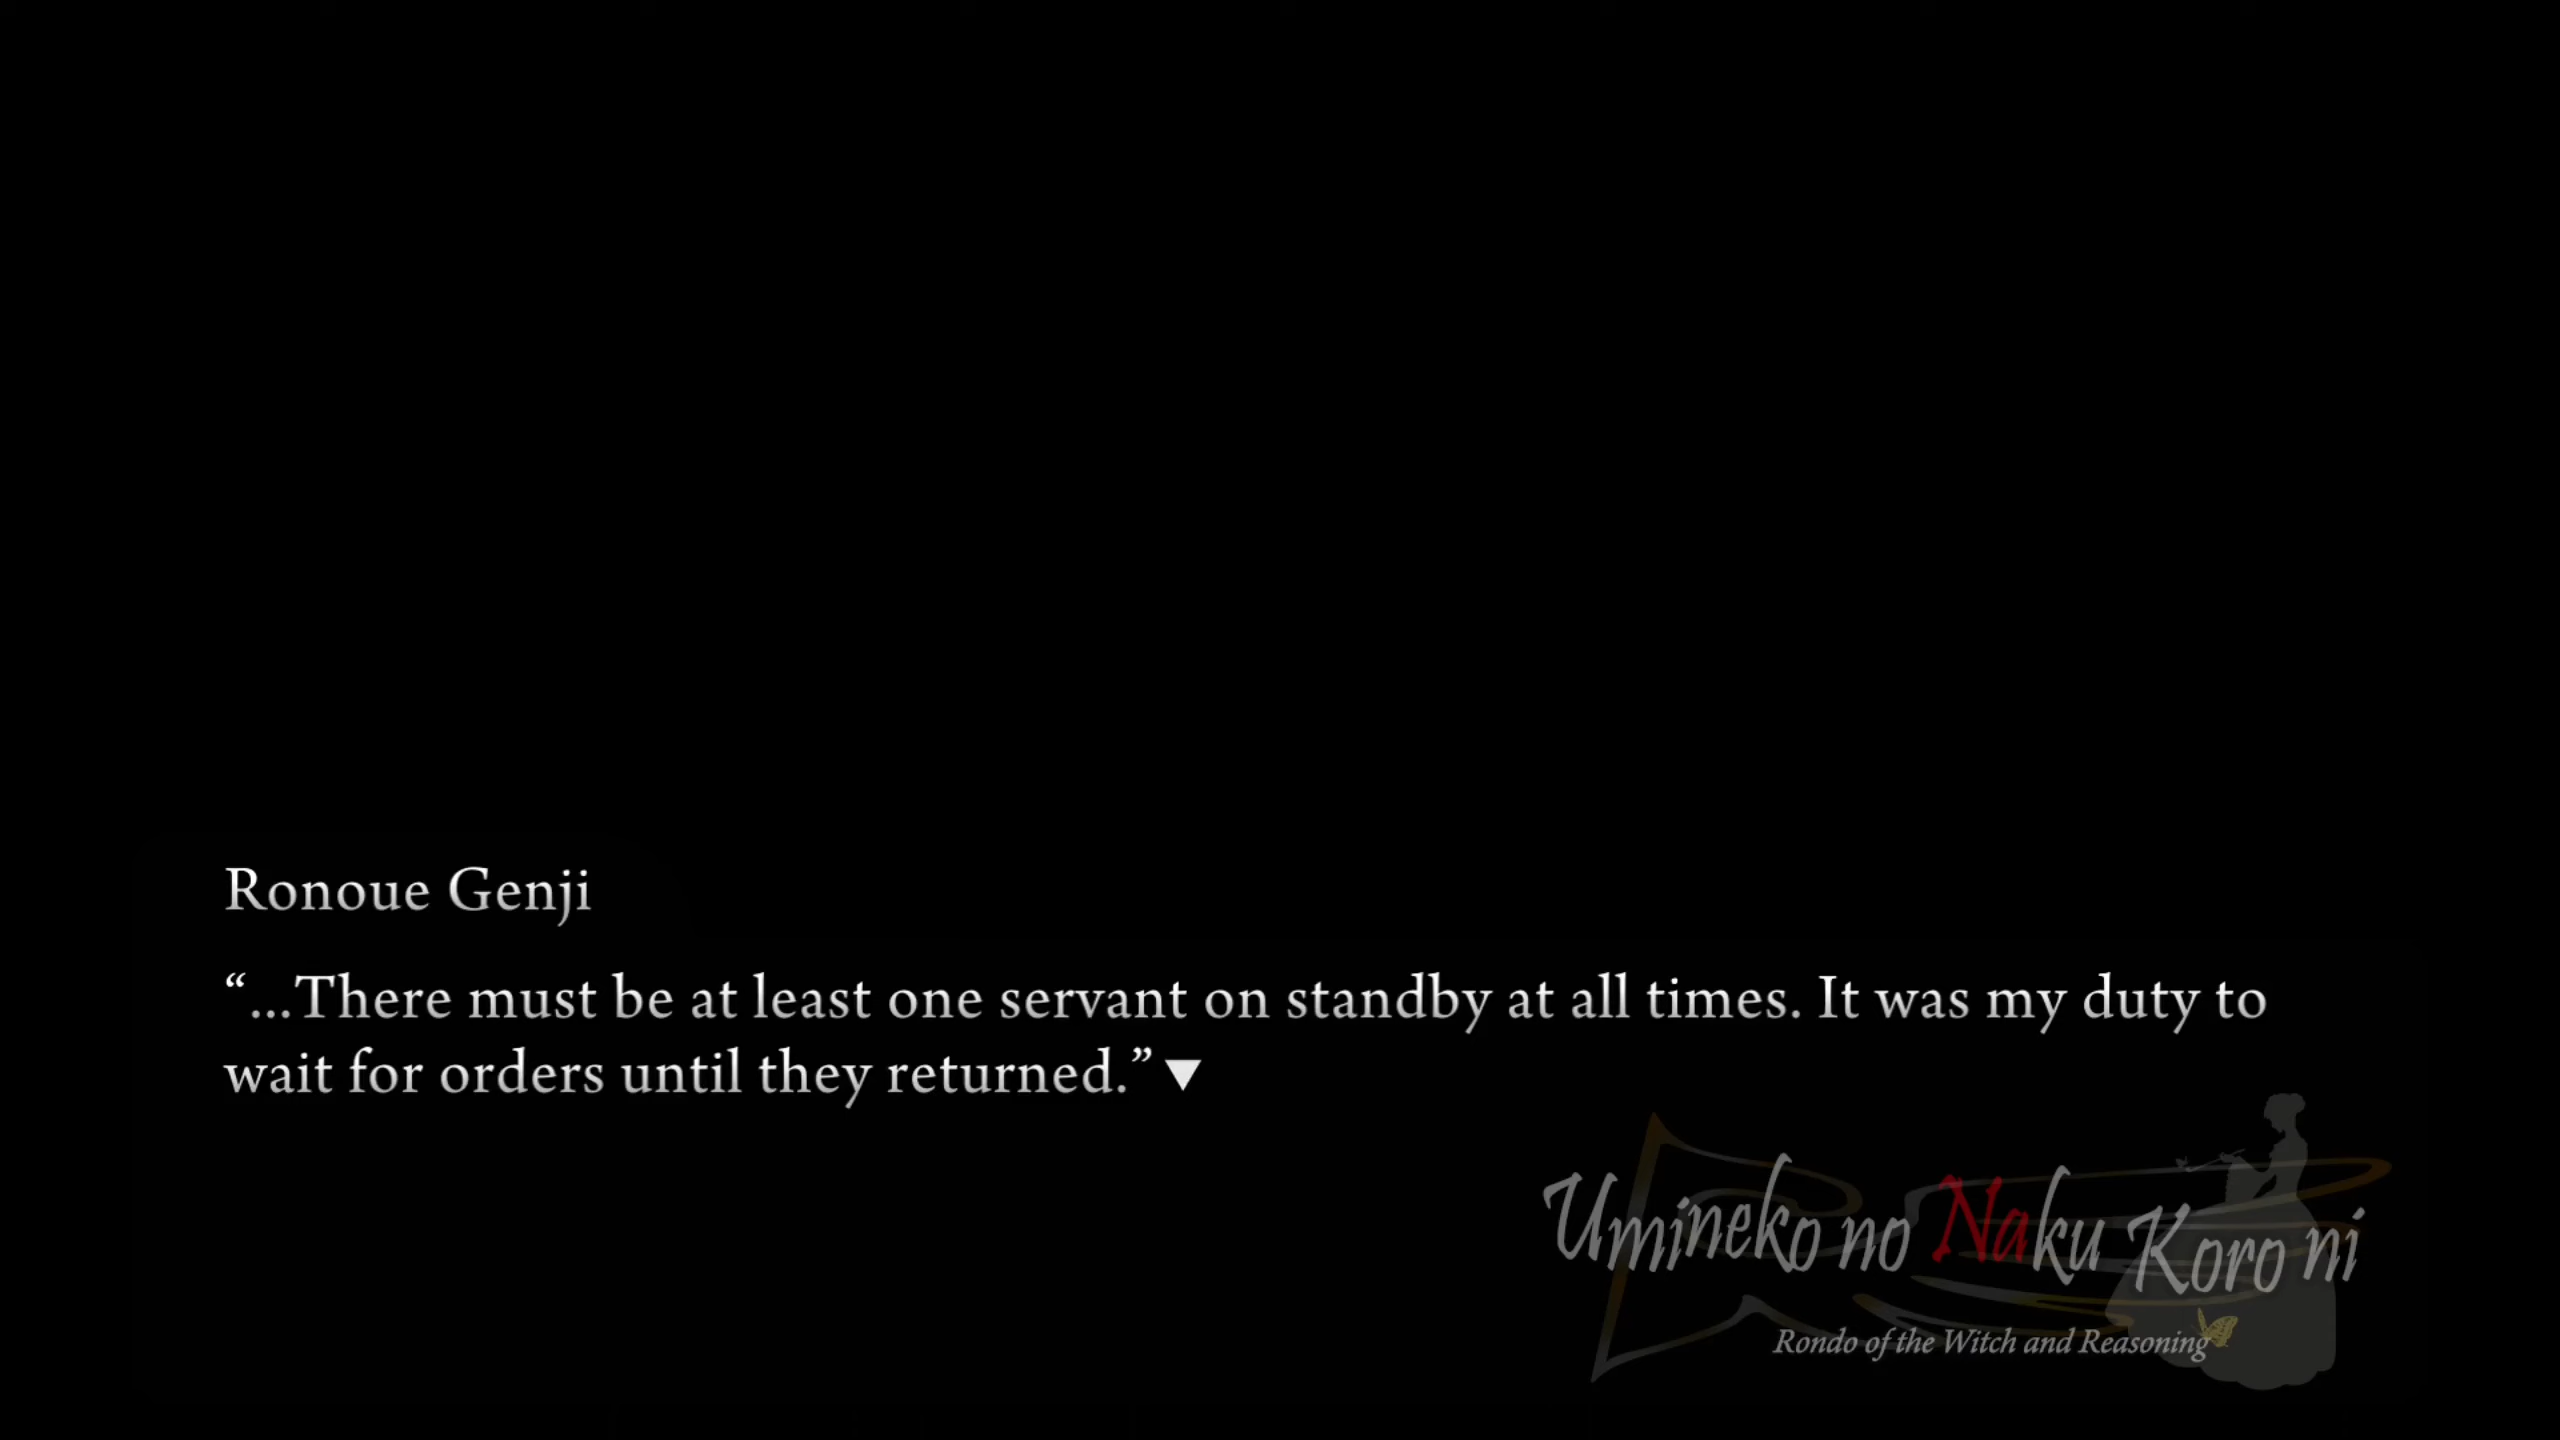 Ronoue Genji
“...There must be at least one servant on standby at all times. It was my duty to
wait for orders until they returned.”
Umineko no Naku Koro ni
Rondo of the Witch and Reasoning